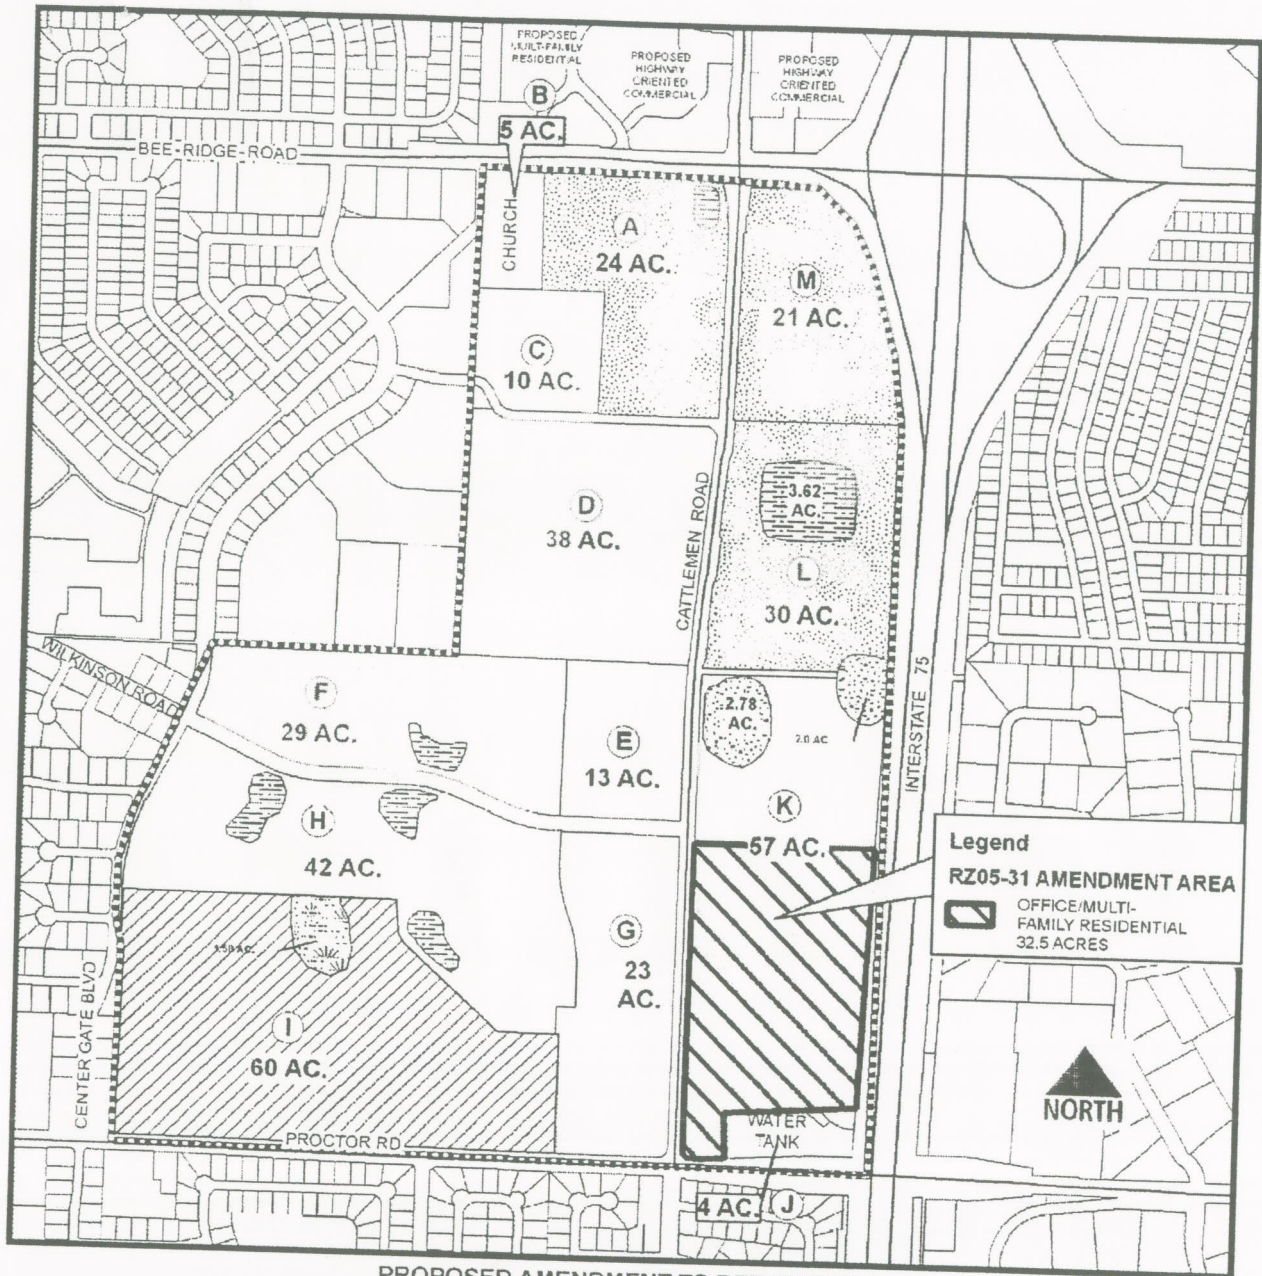 PROPOSED
MULTI-FAMILY
RESIDENTIAL
PROPOSED
HIGHWAY
ORIENTED
COMMERCIAL
PROPOSED
HIGHWAY
ORIENTED
COMMERCIAL
B
5 AC.
BEE-RIDGE-ROAD
CHURCH
A
24 AC.
M
21 AC.
C
10 AC.
D
38 AC.
CATTLEMEN ROAD
3.62
AC.
L
30 AC.
WILKINSON ROAD
F
29 AC.
E
13 AC.
2.78
AC.
2.0 AC
INTERSTATE 75
K
57 AC.
H
42 AC.
Legend
RZ05-31 AMENDMENT AREA
OFFICE/MULTI-
FAMILY RESIDENTIAL
32.5 ACRES
G
23
AC.
I
60 AC.
CENTER GATE BLVD
NORTH
PROCTOR RD
WATER
TANK
4 AC.
J
PROPOSED AMENDMENT TO